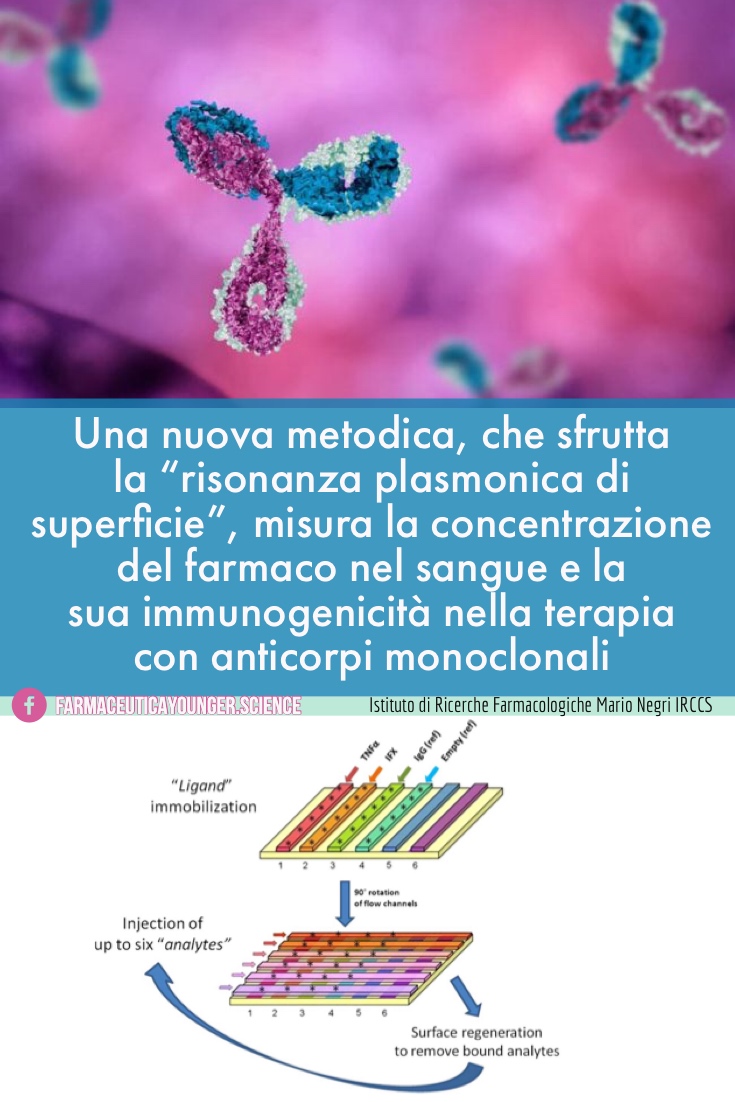 Una nuova metodica, che sfrutta
la “risonanza plasmonica di
superficie”, misura la concentrazione
del farmaco nel sangue e la
sua immunogenicità nella terapia
con anticorpi monoclonali
f FARMACEUTICAYOUNGER.SCIENCE
Istituto di Ricerche Farmacologiche Mario Negri IRCCS
TNFα
IFX
IgG (ref)
Empty (ref)
“Ligand”
immobilization
1 2 3 4 5 6
90° rotation
of flow channels
Injection of
up to six “analytes”
1 2 3 4 5 6
Surface regeneration
to remove bound analytes